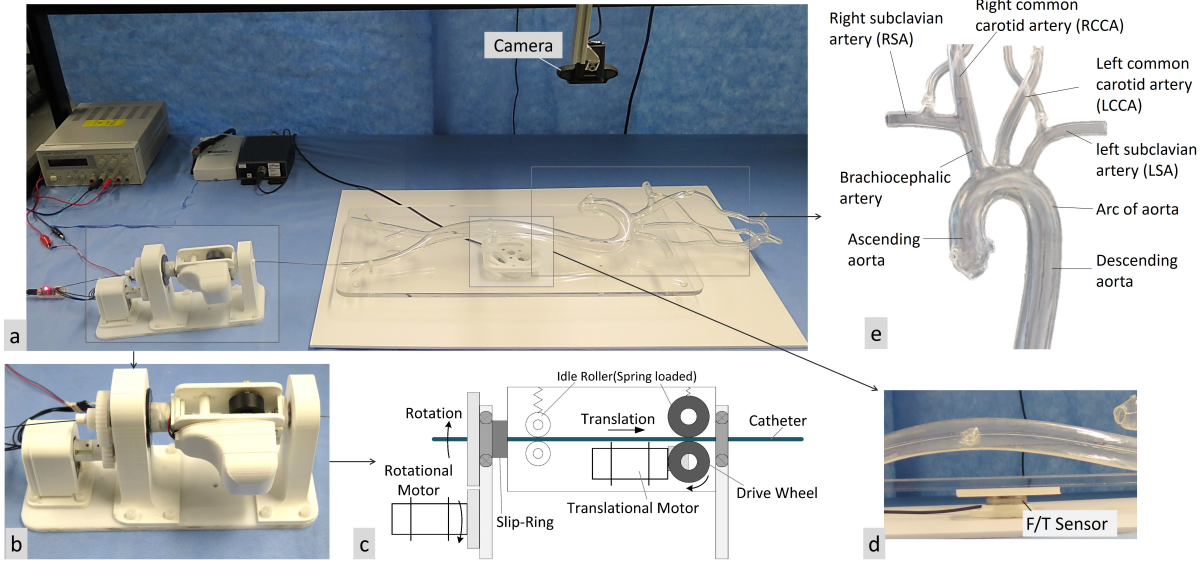 Camera
a
Right subclavian
artery (RSA)
Right common
carotid artery (RCCA)
Left common
carotid artery
(LCCA)
left subclavian
artery (LSA)
Brachiocephalic
artery
Arc of aorta
Ascending
aorta
Descending
aorta
e
b
Idle Roller(Spring loaded)
Rotation
Translation
Catheter
Rotational
Motor
Drive Wheel
Translational Motor
Slip-Ring
c
F/T Sensor
d